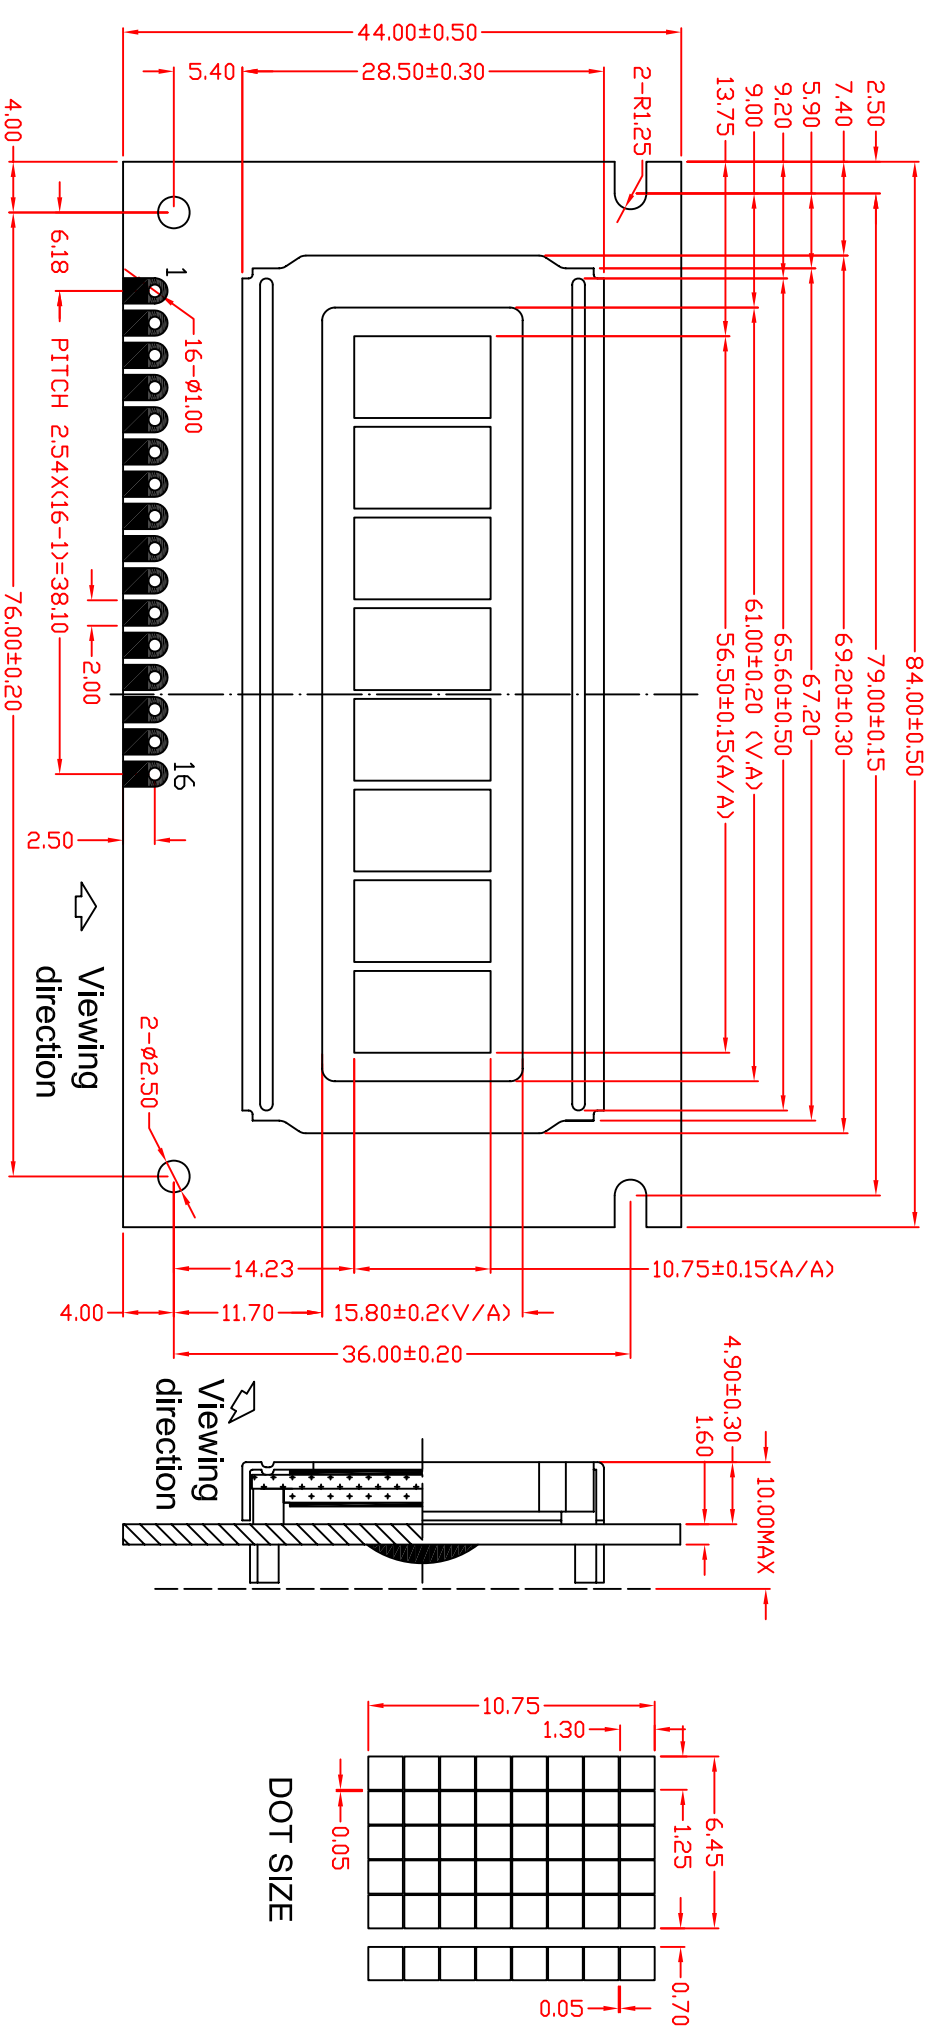 84.00±0.50
2.50
79.00±0.15
7.40
69.20±0.30
5.90
67.20
9.20
65.60±0.50
9.00
61.00±0.20 (V.A)
13.75
56.50±0.15(A/A)
2-R1.25
44.00±0.50
28.50±0.30
5.40
1
16-ø1.00
16
2.50
2.00
6.18
PITCH 2.54X(16-1)=38.10
4.00
76.00±0.20
Viewing
direction
2-ø2.50
10.75±0.15(A/A)
14.23
15.80±0.2(V/A)
11.70
4.00
36.00±0.20
4.90±0.30
1.60
10.00MAX
Viewing
direction
10.75
1.30
6.45
1.25
0.05
0.70
0.05
DOT SIZE